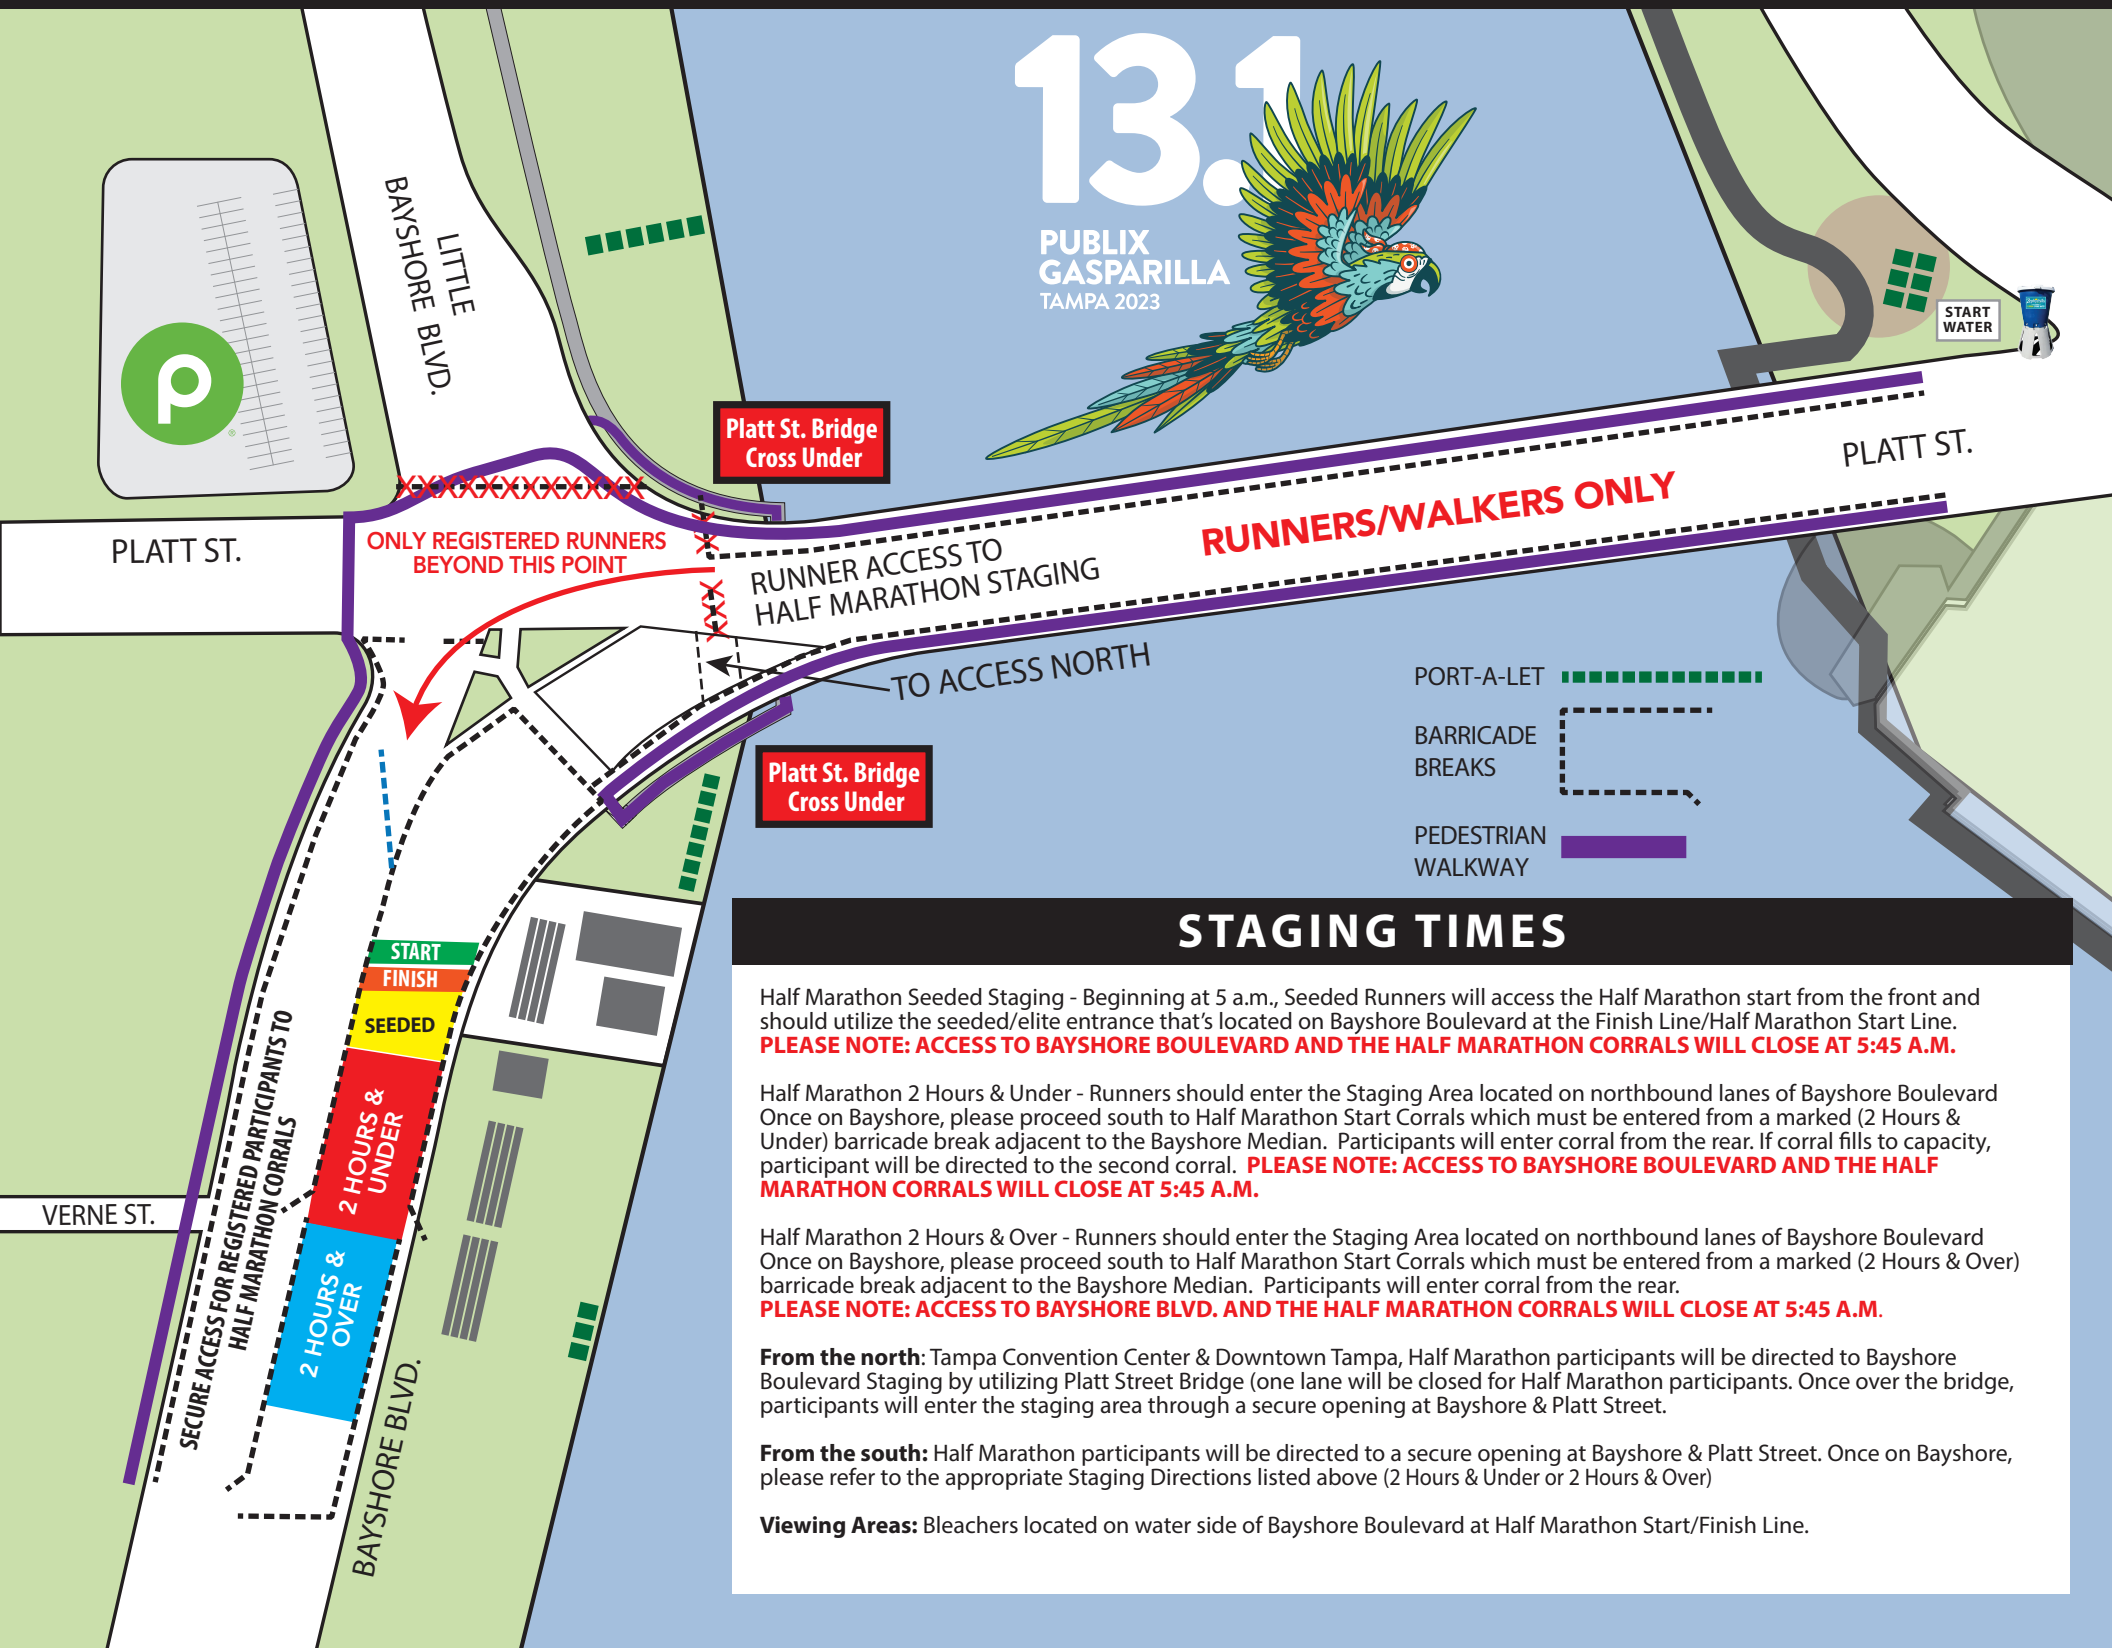 13.1
PUBLIX
GASPARILLA
TAMPA 2023
LITTLE
BAYSHORE BLVD.
START
WATER
Platt St. Bridge
Cross Under
PLATT ST.
RUNNERS/WALKERS ONLY
PLATT ST.
ONLY REGISTERED RUNNERS
BEYOND THIS POINT
RUNNER ACCESS TO
HALF MARATHON STAGING
TO ACCESS NORTH
Platt St. Bridge
Cross Under
PORT-A-LET
BARRICADE
BREAKS
PEDESTRIAN
WALKWAY
START
FINISH
SEEDED
2 HOURS &
UNDER
2 HOURS &
OVER
SECURE ACCESS FOR REGISTERED PARTICIPANTS TO
HALF MARATHON CORRALS
VERNE ST.
BAYSHORE BLVD.
STAGING TIMES
Half Marathon Seeded Staging - Beginning at 5 a.m., Seeded Runners will access the Half Marathon start from the front and
should utilize the seeded/elite entrance that's located on Bayshore Boulevard at the Finish Line/Half Marathon Start Line.
PLEASE NOTE: ACCESS TO BAYSHORE BOULEVARD AND THE HALF MARATHON CORRALS WILL CLOSE AT 5:45 A.M.
Half Marathon 2 Hours & Under - Runners should enter the Staging Area located on northbound lanes of Bayshore Boulevard
Once on Bayshore, please proceed south to Half Marathon Start Corrals which must be entered from a marked (2 Hours &
Under) barricade break adjacent to the Bayshore Median. Participants will enter corral from the rear. If corral fills to capacity,
participant will be directed to the second corral. PLEASE NOTE: ACCESS TO BAYSHORE BOULEVARD AND THE HALF
MARATHON CORRALS WILL CLOSE AT 5:45 A.M.
Half Marathon 2 Hours & Over - Runners should enter the Staging Area located on northbound lanes of Bayshore Boulevard
Once on Bayshore, please proceed south to Half Marathon Start Corrals which must be entered from a marked (2 Hours & Over)
barricade break adjacent to the Bayshore Median. Participants will enter corral from the rear.
PLEASE NOTE: ACCESS TO BAYSHORE BLVD. AND THE HALF MARATHON CORRALS WILL CLOSE AT 5:45 A.M.
From the north: Tampa Convention Center & Downtown Tampa, Half Marathon participants will be directed to Bayshore
Boulevard Staging by utilizing Platt Street Bridge (one lane will be closed for Half Marathon participants. Once over the bridge,
participants will enter the staging area through a secure opening at Bayshore & Platt Street.
From the south: Half Marathon participants will be directed to a secure opening at Bayshore & Platt Street. Once on Bayshore,
please refer to the appropriate Staging Directions listed above (2 Hours & Under or 2 Hours & Over)
Viewing Areas: Bleachers located on water side of Bayshore Boulevard at Half Marathon Start/Finish Line.